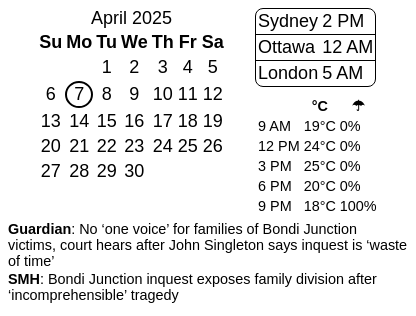 April 2025
Su Mo Tu We Th Fr Sa
1 2 3 4 5
6 7 8 9 10 11 12
13 14 15 16 17 18 19
20 21 22 23 24 25 26
27 28 29 30
Sydney 2 PM
Ottawa 12 AM
London 5 AM
°C ☂
9 AM 19°C 0%
12 PM 24°C 0%
3 PM 25°C 0%
6 PM 20°C 0%
9 PM 18°C 100%
Guardian: No ‘one voice’ for families of Bondi Junction
victims, court hears after John Singleton says inquest is ‘waste
of time’
SMH: Bondi Junction inquest exposes family division after
‘incomprehensible’ tragedy